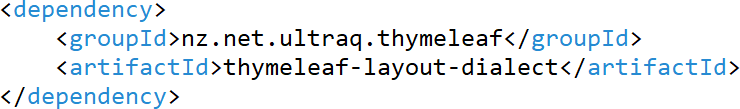 <dependency>
    <groupId>nz.net.ultraq.thymeleaf</groupId>
    <artifactId>thymeleaf-layout-dialect</artifactId>
</dependency>